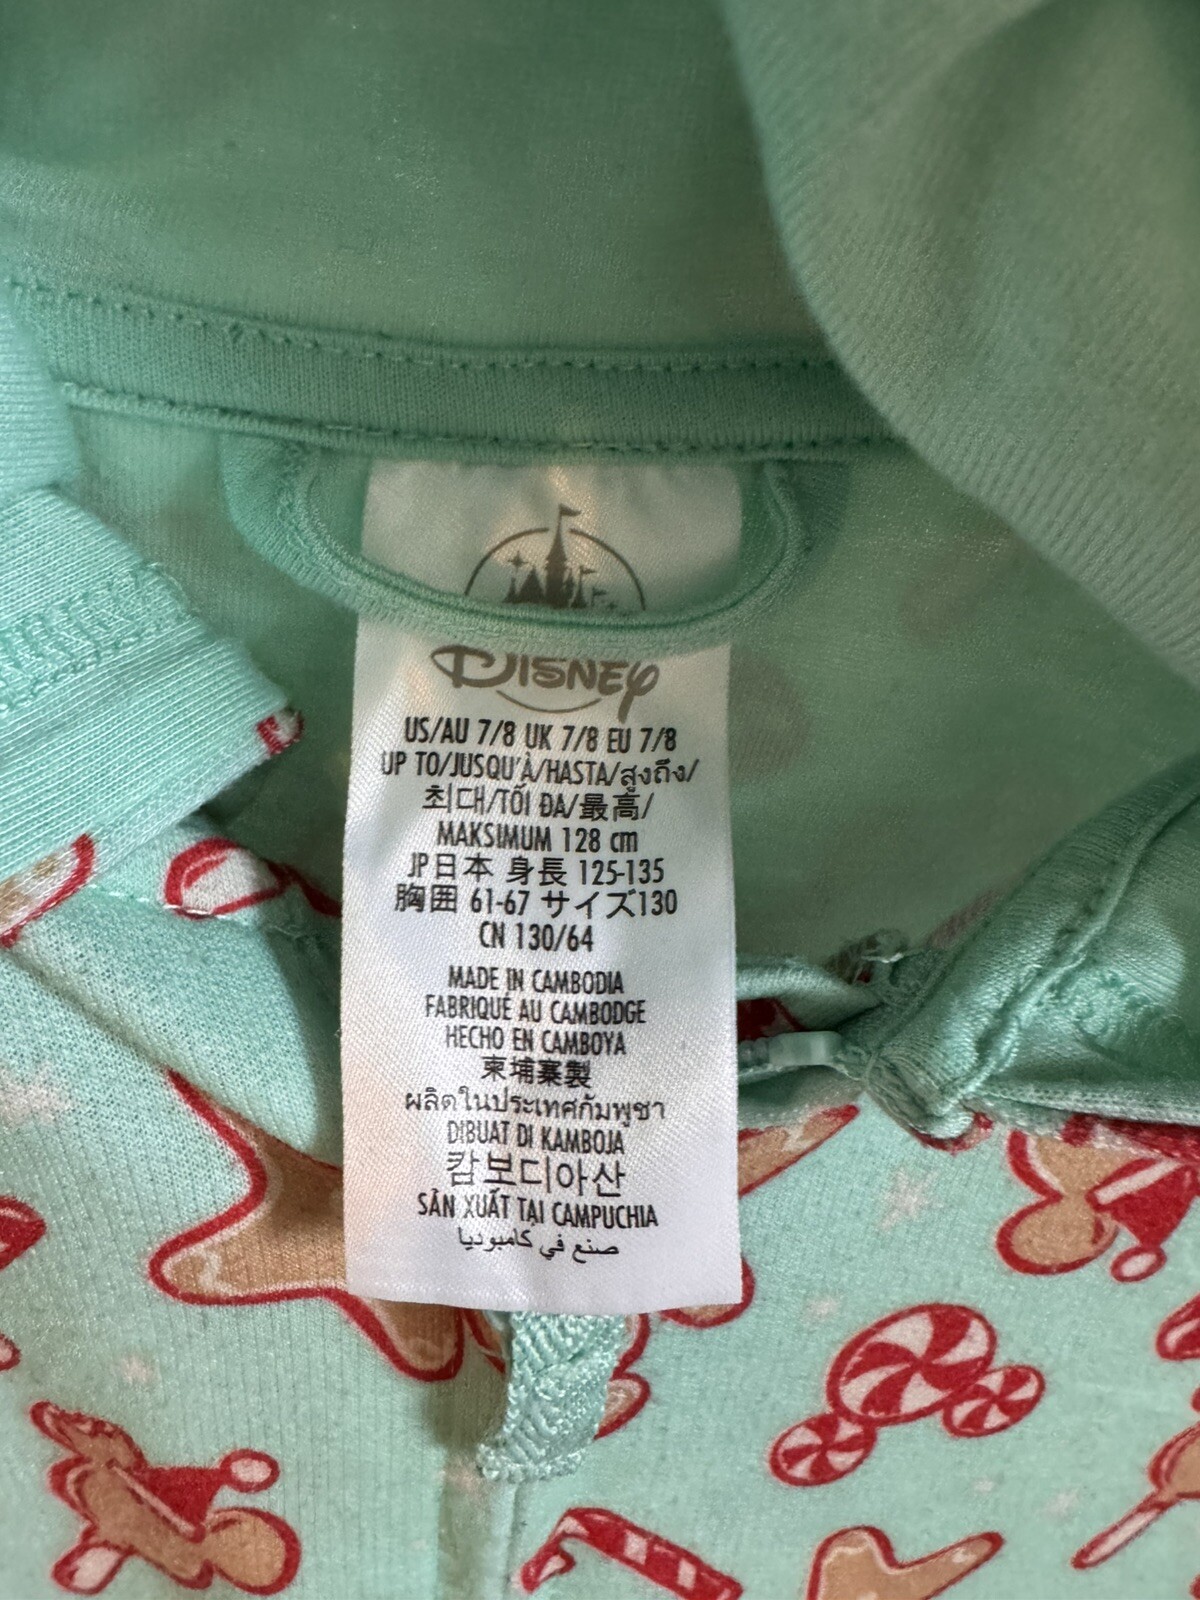 DISNEY
US/AU 7/8 UK 7/8 EU 7/8
UP TO/JUSQU'À/HASTA/สูงถึง/
최대/TỐI ĐA/最高/
MAKSIMUM 128 cm
JP日本 身長 125-135
胸囲 61-67 サイズ130
CN 130/64
MADE IN CAMBODIA
FABRIQUÉ AU CAMBODGE
HECHO EN CAMBOYA
柬埔寨製
ผลิตในประเทศกัมพูชา
DIBUAT DI KAMBOJA
캄보디아산
SẢN XUẤT TẠI CAMPUCHIA
صنع في كامبوديا